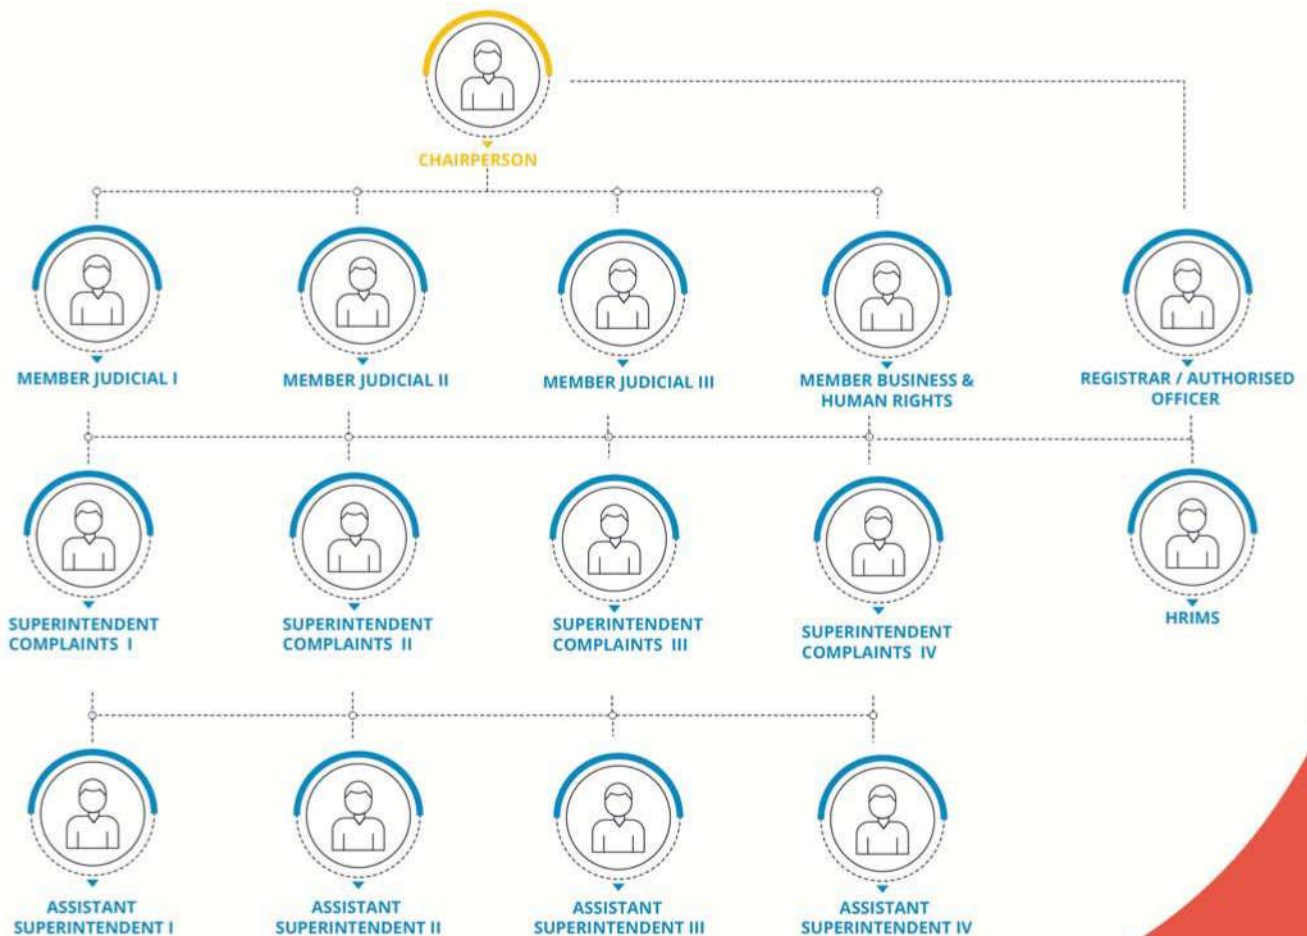 CHAIRPERSON
MEMBER JUDICIAL I
MEMBER JUDICIAL II
MEMBER JUDICIAL III
MEMBER BUSINESS &
HUMAN RIGHTS
REGISTRAR / AUTHORISED
OFFICER
SUPERINTENDENT
COMPLAINTS I
SUPERINTENDENT
COMPLAINTS II
SUPERINTENDENT
COMPLAINTS III
SUPERINTENDENT
COMPLAINTS IV
HRIMS
ASSISTANT
SUPERINTENDENT I
ASSISTANT
SUPERINTENDENT II
ASSISTANT
SUPERINTENDENT III
ASSISTANT
SUPERINTENDENT IV